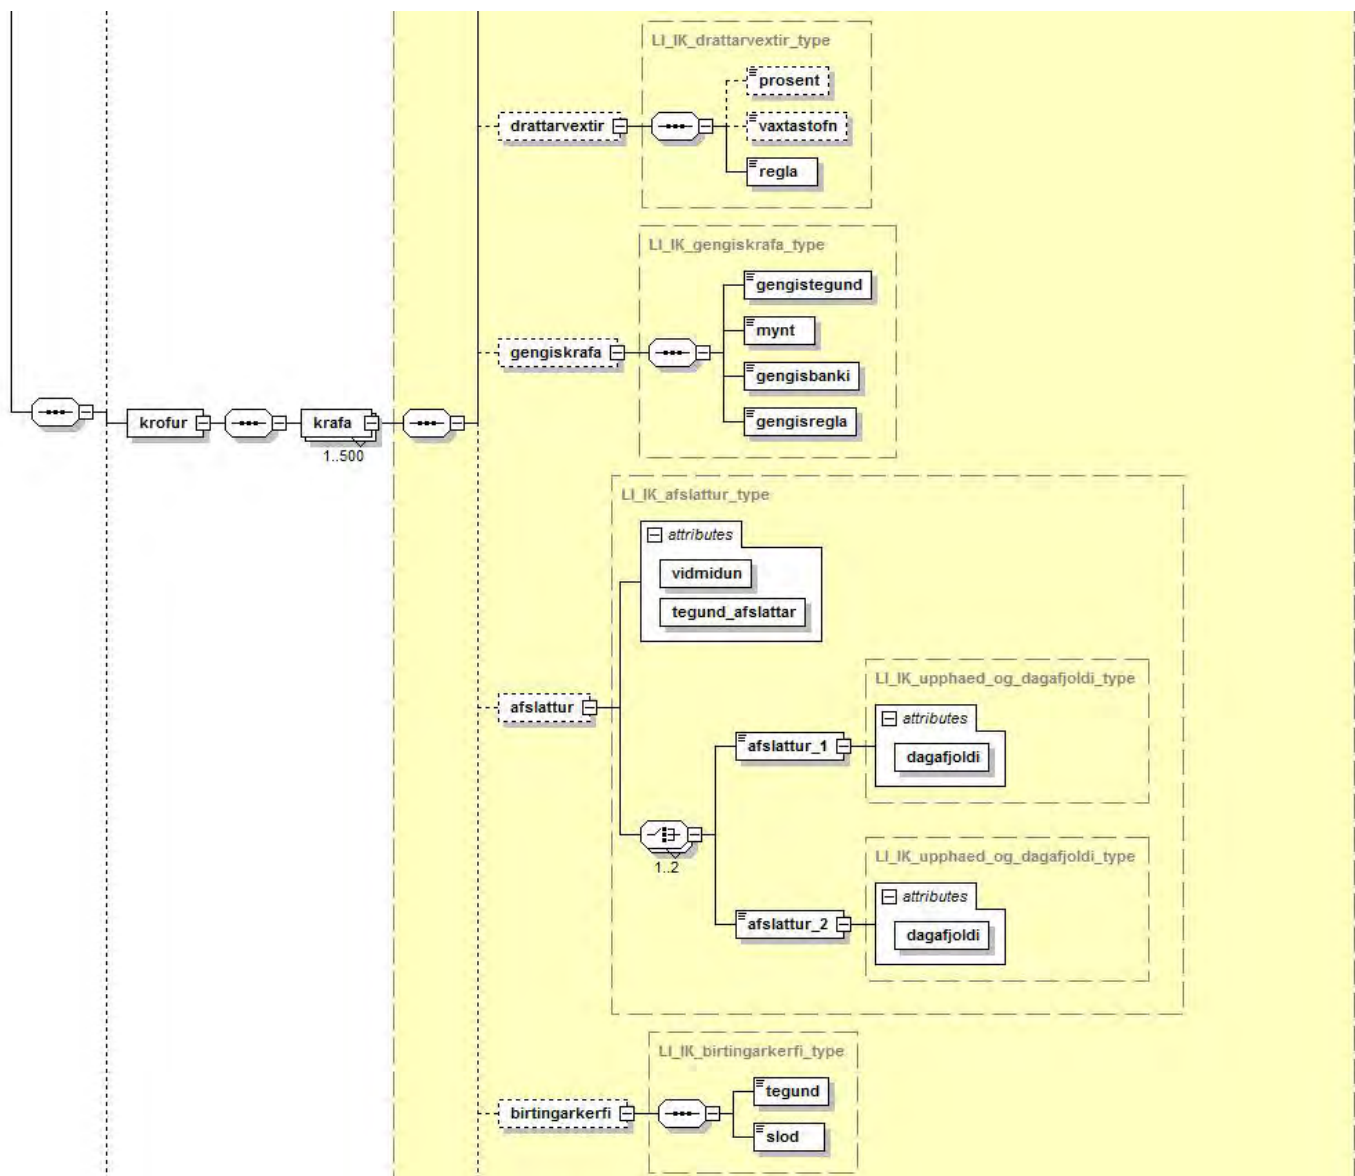 LI_IK_drattarvextir_type
prosent
drattarvextir
vaxtastofn
regla
LI_IK_gengiskrafa_type
gengistegund
mynt
gengiskrafa
gengisbanki
gengisregla
krofur
krafa
1..500
LI_IK_afslattur_type
attributes
vidmidun
tegund_afslattar
LI_IK_upphaed_og_dagafjoldi_type
attributes
afslattur
afslattur_1
dagafjoldi
1..2
LI_IK_upphaed_og_dagafjoldi_type
attributes
afslattur_2
dagafjoldi
LI_IK_birtingarkerfi_type
tegund
birtingarkerfi
slod